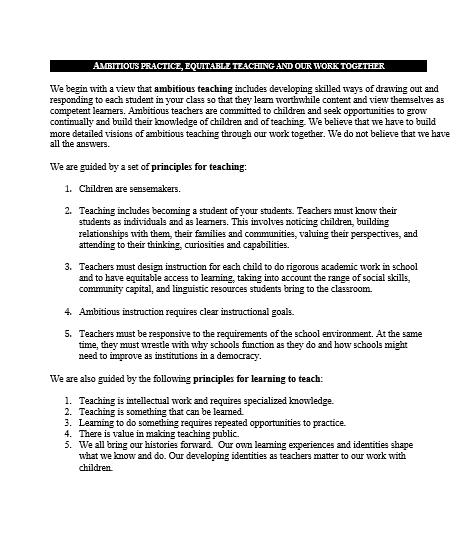 AMBITIOUS PRACTICE, EQUITABLE TEACHING AND OUR WORK TOGETHER
We begin with a view that ambitious teaching includes developing skilled ways of drawing out and
responding to each student in your class so that they learn worthwhile content and view themselves as
competent learners. Ambitious teachers are committed to children and seek opportunities to grow
continually and build their knowledge of children and of teaching. We believe that we have to build
more detailed visions of ambitious teaching through our work together. We do not believe that we have
all the answers.
We are guided by a set of principles for teaching:
1. Children are sensemakers.
2. Teaching includes becoming a student of your students. Teachers must know their
students as individuals and as learners. This involves noticing children, building
relationships with them, their families and communities, valuing their perspectives, and
attending to their thinking, curiosities and capabilities.
3. Teachers must design instruction for each child to do rigorous academic work in school
and to have equitable access to learning, taking into account the range of social skills,
community capital, and linguistic resources students bring to the classroom.
4. Ambitious instruction requires clear instructional goals.
5. Teachers must be responsive to the requirements of the school environment. At the same
time, they must wrestle with why schools function as they do and how schools might
need to improve as institutions in a democracy.
We are also guided by the following principles for learning to teach:
1. Teaching is intellectual work and requires specialized knowledge.
2. Teaching is something that can be learned.
3. Learning to do something requires repeated opportunities to practice.
4. There is value in making teaching public.
5. We all bring our histories forward. Our own learning experiences and identities shape
what we know and do. Our developing identities as teachers matter to our work with
children.